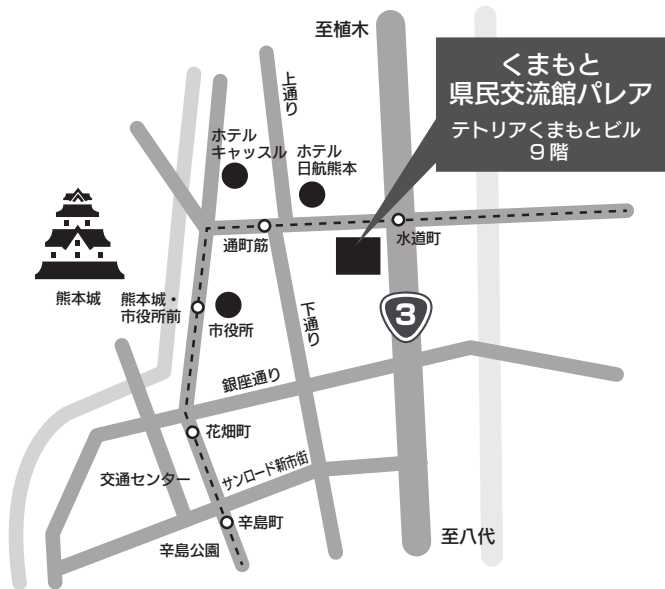 至植木
くまもと
県民交流館パレア
テトリアくまもとビル
9階
上通り
ホテル
キャッスル
ホテル
日航熊本
通町筋
水道町
熊本城
熊本城・
市役所前
市役所
下通り
3
銀座通り
花畑町
交通センター
サンロード新市街
辛島町
辛島公園
至八代